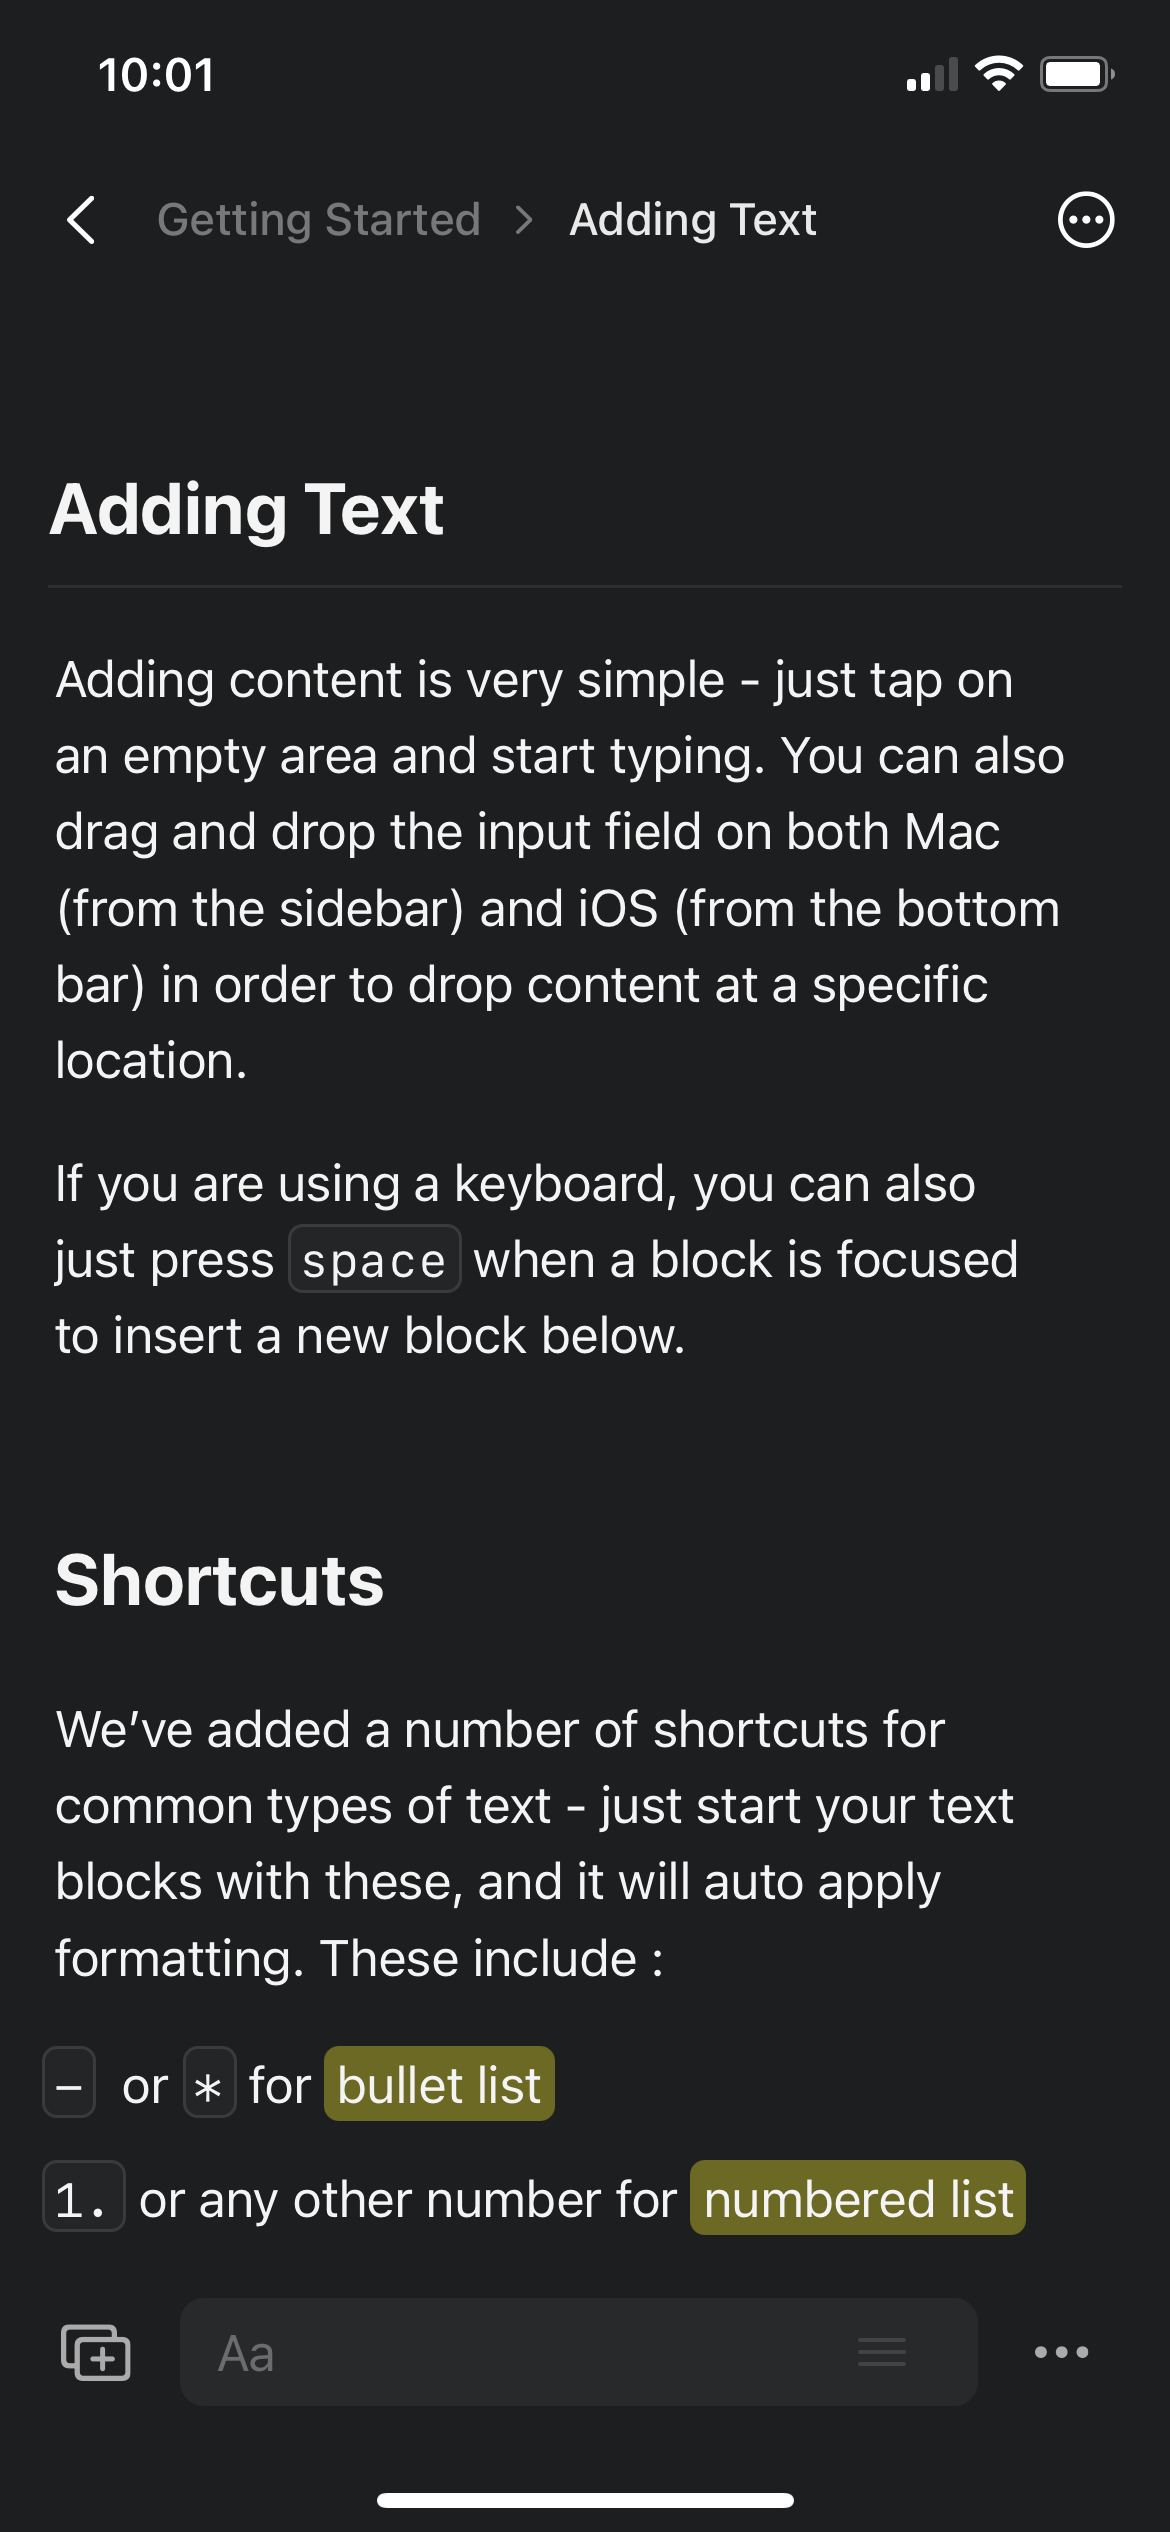 10:01
Getting Started > Adding Text
Adding Text
Adding content is very simple - just tap on
an empty area and start typing. You can also
drag and drop the input field on both Mac
(from the sidebar) and iOS (from the bottom
bar) in order to drop content at a specific
location.
If you are using a keyboard, you can also
just press space when a block is focused
to insert a new block below.
Shortcuts
We’ve added a number of shortcuts for
common types of text - just start your text
blocks with these, and it will auto apply
formatting. These include :
– or * for bullet list
1. or any other number for numbered list
Aa